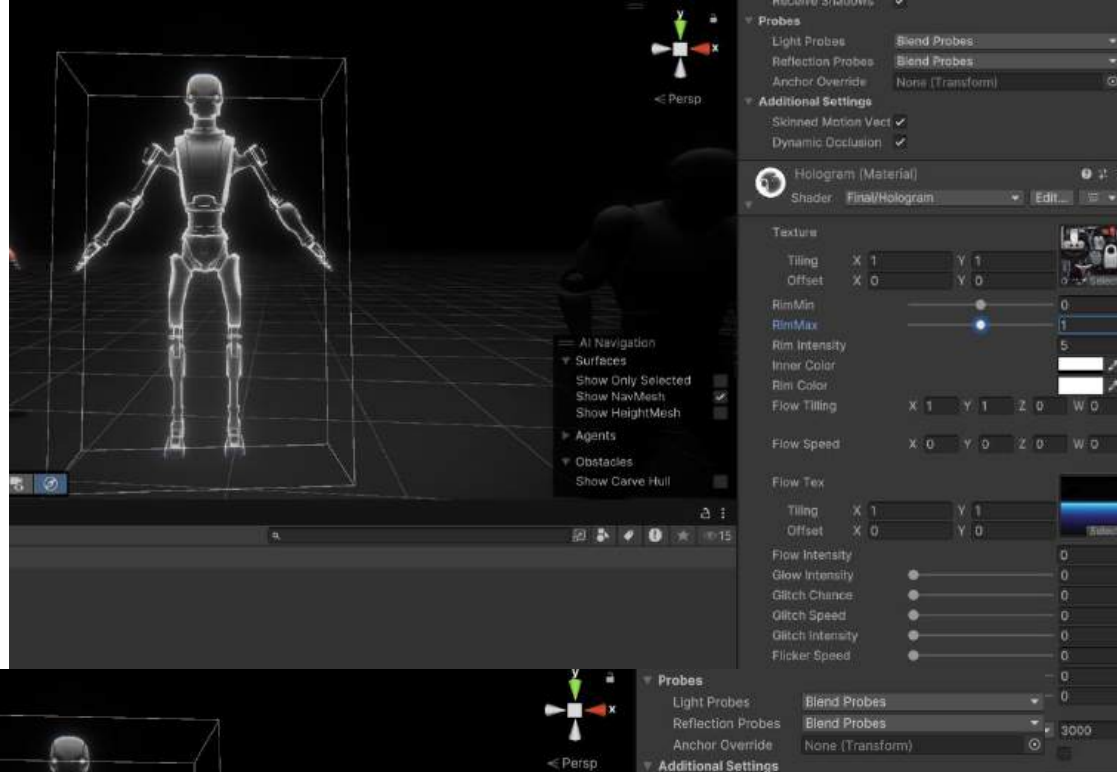 Receive Shadows
Probes
Light Probes Blend Probes
Reflection Probes Blend Probes
Anchor Override None (Transform)
Additional Settings
Skinned Motion Vect
Dynamic Occlusion
Hologram (Material)
Shader Final/Hologram Edit...
Texture
Tiling X 1 Y 1
Offset X 0 Y 0
Select
RimMin 0
RimMax 1
Rim Intensity 5
Inner Color
Rim Color
Flow Tilling X 1 Y 1 Z 0 W 0
Flow Speed X 0 Y 0 Z 0 W 0
Flow Tex
Tiling X 1 Y 1
Offset X 0 Y 0
Select
Flow Intensity 0
Glow Intensity 0
Glitch Chance 0
Glitch Speed 0
Glitch Intensity 0
Flicker Speed 0
0
0
3000
y
x
< Persp
AI Navigation
Surfaces
Show Only Selected
Show NavMesh
Show HeightMesh
Agents
Obstacles
Show Carve Hull
15
y
x
< Persp
Probes
Light Probes Blend Probes
Reflection Probes Blend Probes
Anchor Override None (Transform)
Additional Settings